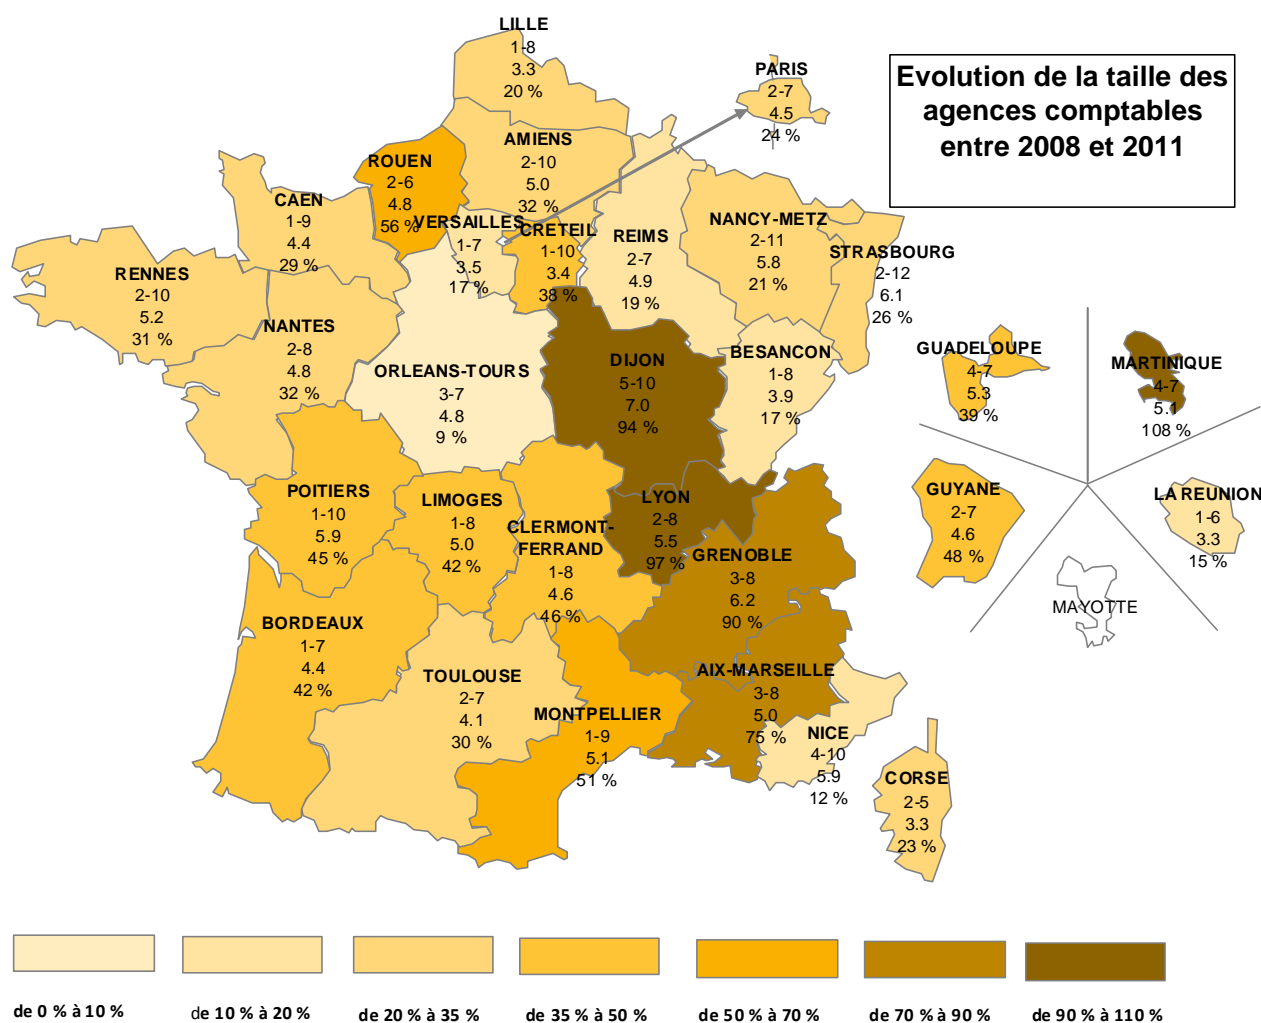 LILLE
1-8
3.3
20 %
PARIS
2-7
4.5
24 %
Evolution de la taille des
agences comptables
entre 2008 et 2011
AMIENS
2-10
5.0
32 %
ROUEN
2-6
4.8
56 %
CAEN
1-9
4.4
29 %
VERSAILLES
1-7
3.5
17 %
CRETEIL
1-10
3.4
38 %
REIMS
2-7
4.9
19 %
NANCY-METZ
2-11
5.8
21 %
STRASBOURG
2-12
6.1
26 %
RENNES
2-10
5.2
31 %
NANTES
2-8
4.8
32 %
ORLEANS-TOURS
3-7
4.8
9 %
DIJON
5-10
7.0
94 %
BESANCON
1-8
3.9
17 %
GUADELOUPE
4-7
5.3
39 %
MARTINIQUE
4-7
5.1
108 %
POITIERS
1-10
5.9
45 %
LIMOGES
1-8
5.0
42 %
CLERMONT-
FERRAND
1-8
4.6
46 %
LYON
2-8
5.5
97 %
GRENOBLE
3-8
6.2
90 %
GUYANE
2-7
4.6
48 %
LA REUNION
1-6
3.3
15 %
MAYOTTE
BORDEAUX
1-7
4.4
42 %
TOULOUSE
2-7
4.1
30 %
MONTPELLIER
1-9
5.1
51 %
AIX-MARSEILLE
3-8
5.0
75 %
NICE
4-10
5.9
12 %
CORSE
2-5
3.3
23 %
de 0 % à 10 %
de 10 % à 20 %
de 20 % à 35 %
de 35 % à 50 %
de 50 % à 70 %
de 70 % à 90 %
de 90 % à 110 %